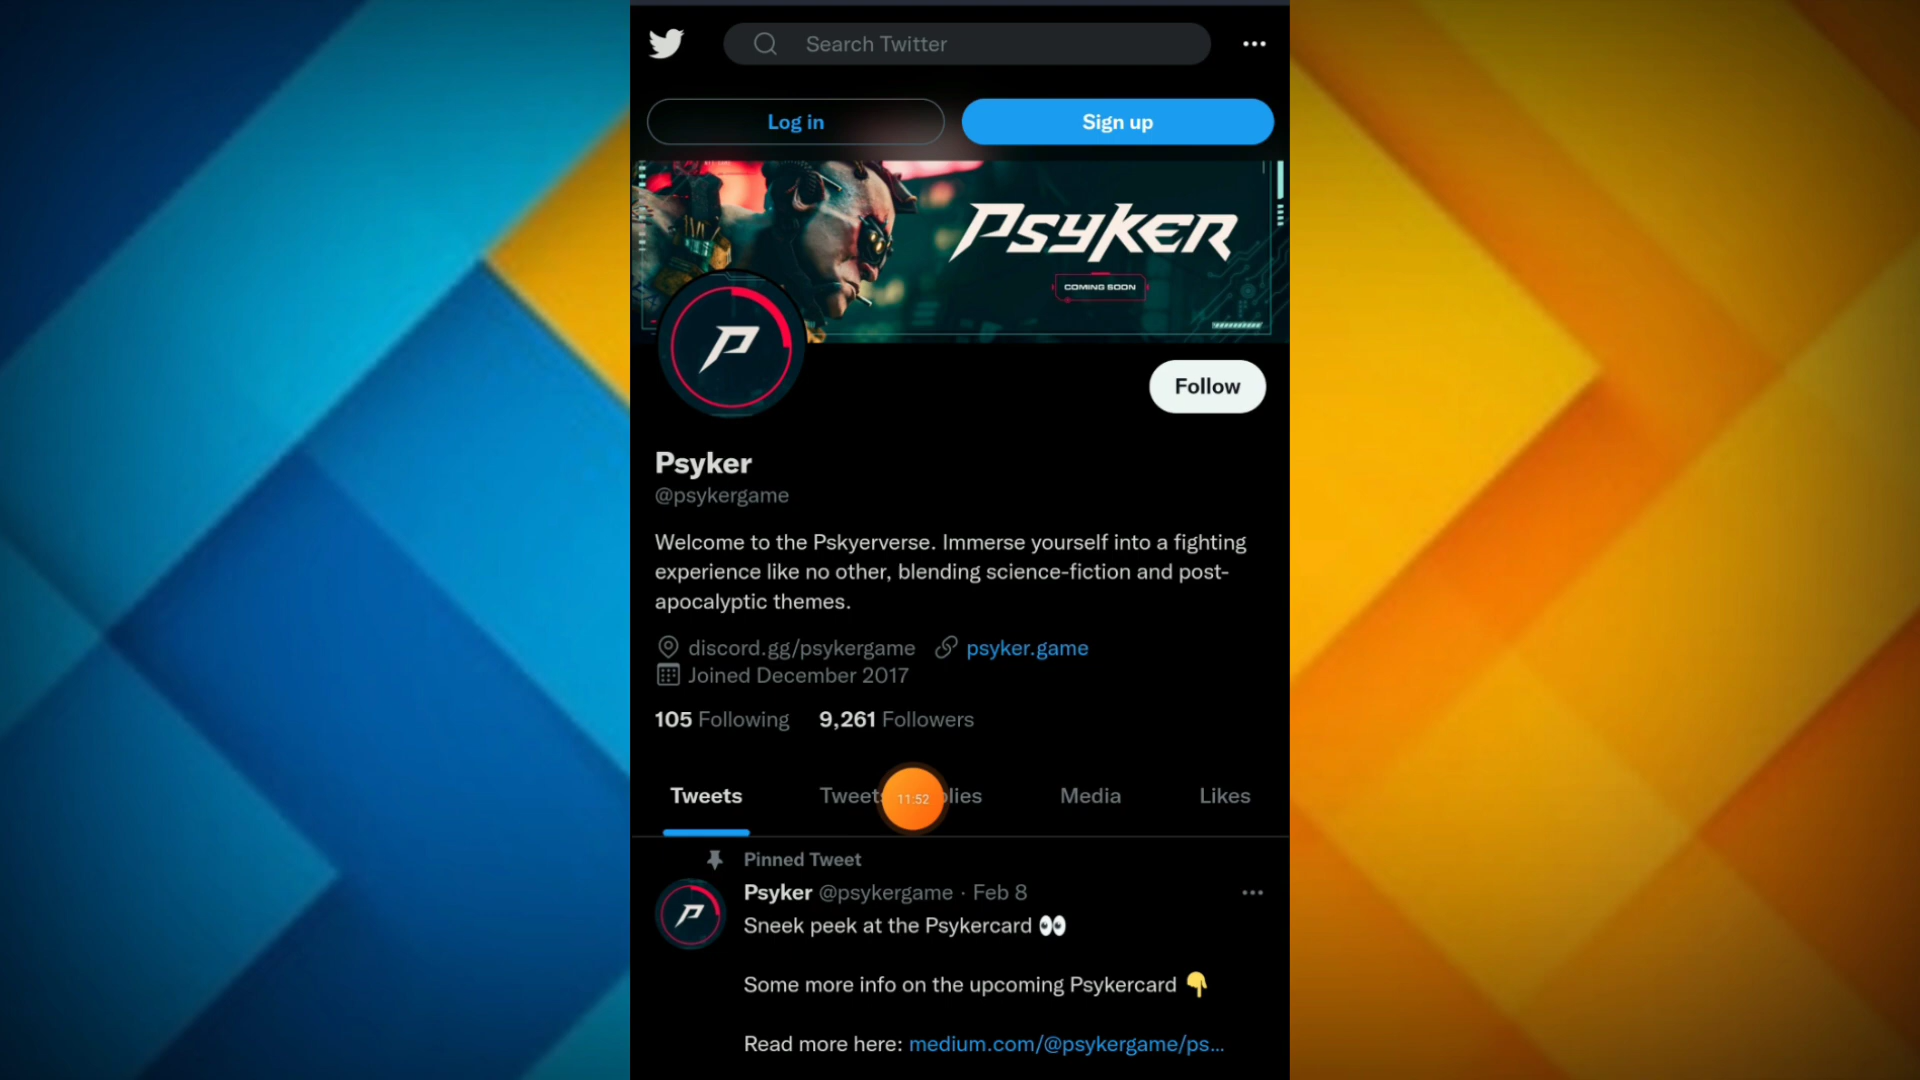 Search Twitter
Log in
Sign up
PSYKER
COMING SOON
P
Follow
Psyker
@psykergame
Welcome to the Pskyerverse. Immerse yourself into a fighting
experience like no other, blending science-fiction and post-
apocalyptic themes.
discord.gg/psykergame psyker.game
Joined December 2017
105 Following 9,261 Followers
Tweets Tweets 11:52 plies Media Likes
Pinned Tweet
P
Psyker @psykergame · Feb 8
Sneek peek at the Psykercard 👀
Some more info on the upcoming Psykercard 👇
Read more here: medium.com/@psykergame/ps...